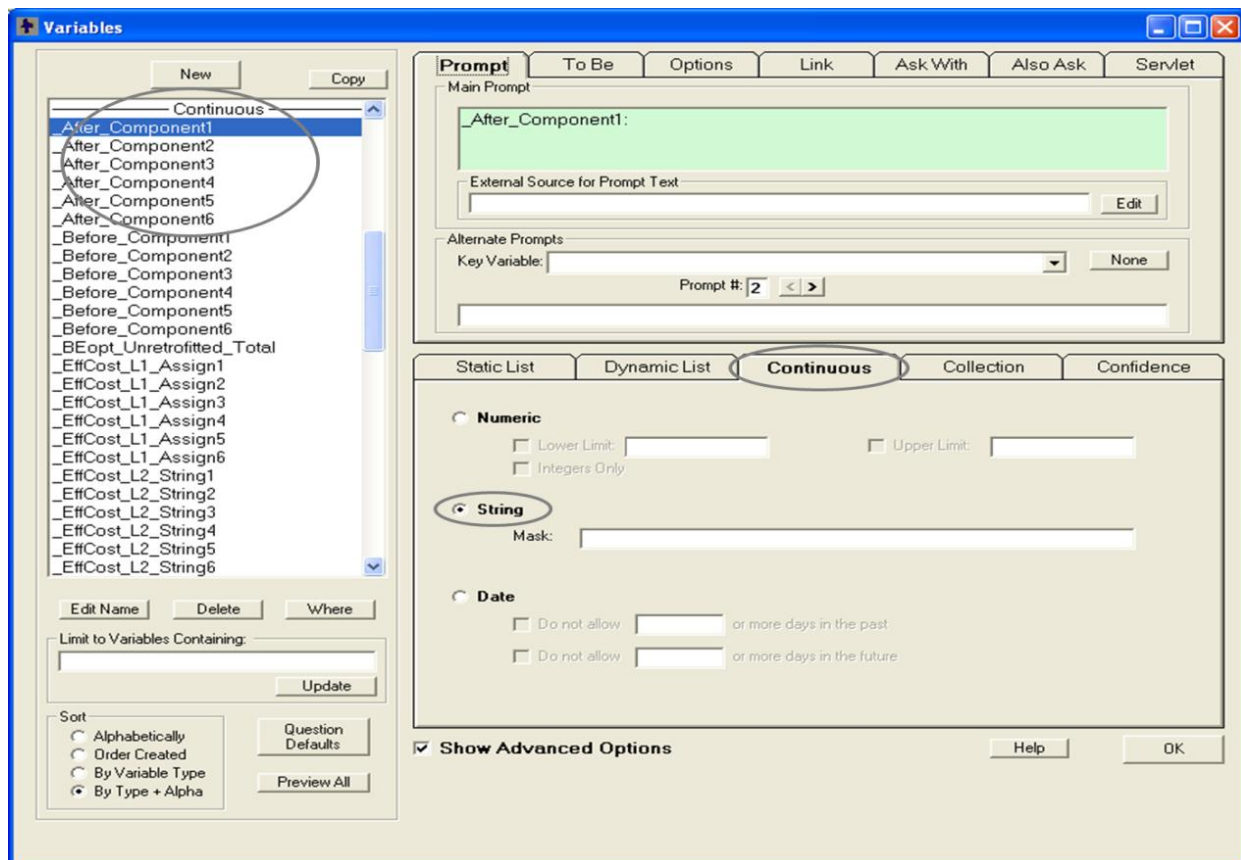 Variables
New
Copy
Continuous
_After_Component1
_After_Component2
_After_Component3
_After_Component4
_After_Component5
_After_Component6
_Before_Component1
_Before_Component2
_Before_Component3
_Before_Component4
_Before_Component5
_Before_Component6
_BEopt_Unretrofitted_Total
_EffCost_L1_Assign1
_EffCost_L1_Assign2
_EffCost_L1_Assign3
_EffCost_L1_Assign4
_EffCost_L1_Assign5
_EffCost_L1_Assign6
_EffCost_L2_String1
_EffCost_L2_String2
_EffCost_L2_String3
_EffCost_L2_String4
_EffCost_L2_String5
_EffCost_L2_String6
Edit Name Delete Where
Limit to Variables Containing:
Update
Sort
Alphabetically
Order Created
By Variable Type
By Type + Alpha
Question
Defaults
Preview All
Prompt To Be Options Link Ask With Also Ask Servlet
Main Prompt
_After_Component1:
External Source for Prompt Text
Edit
Alternate Prompts
Key Variable: None
Prompt #: 2 < >
Static List Dynamic List Continuous Collection Confidence
Numeric
Lower Limit: Upper Limit:
Integers Only
String
Mask:
Date
Do not allow or more days in the past
Do not allow or more days in the future
Show Advanced Options Help OK